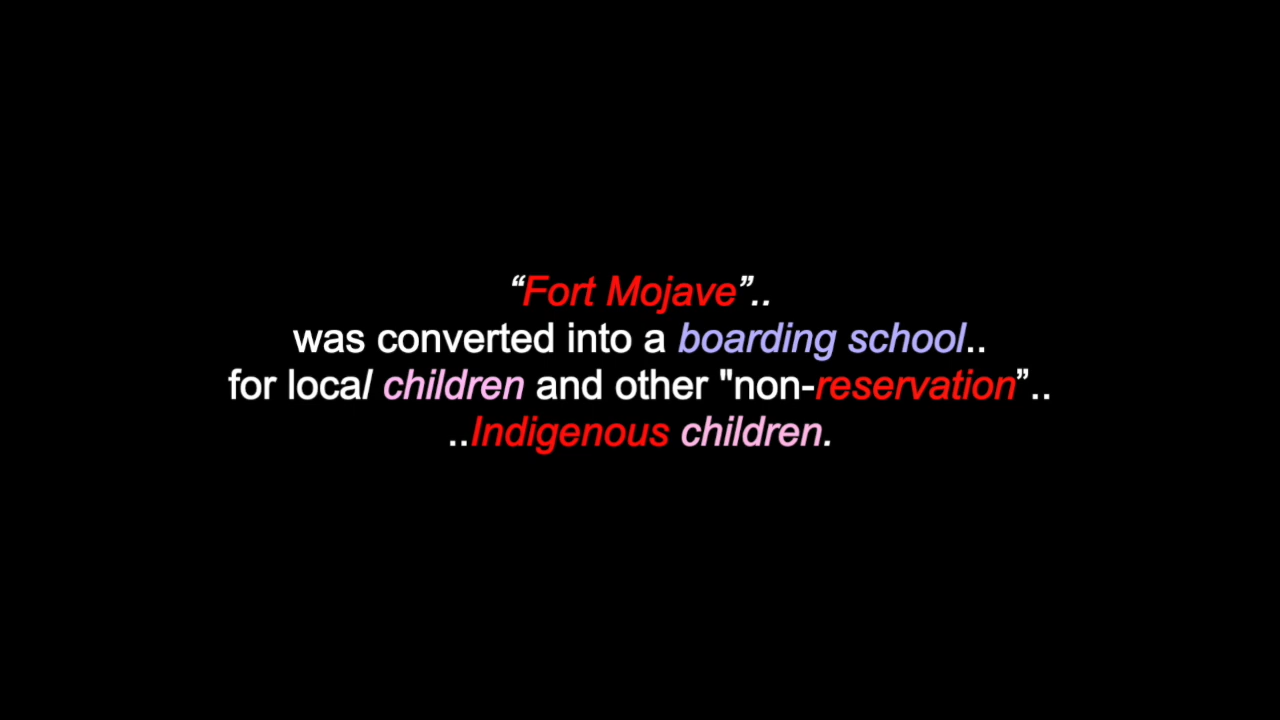 “Fort Mojave”..
was converted into a boarding school..
for local children and other "non-reservation”..
..Indigenous children.